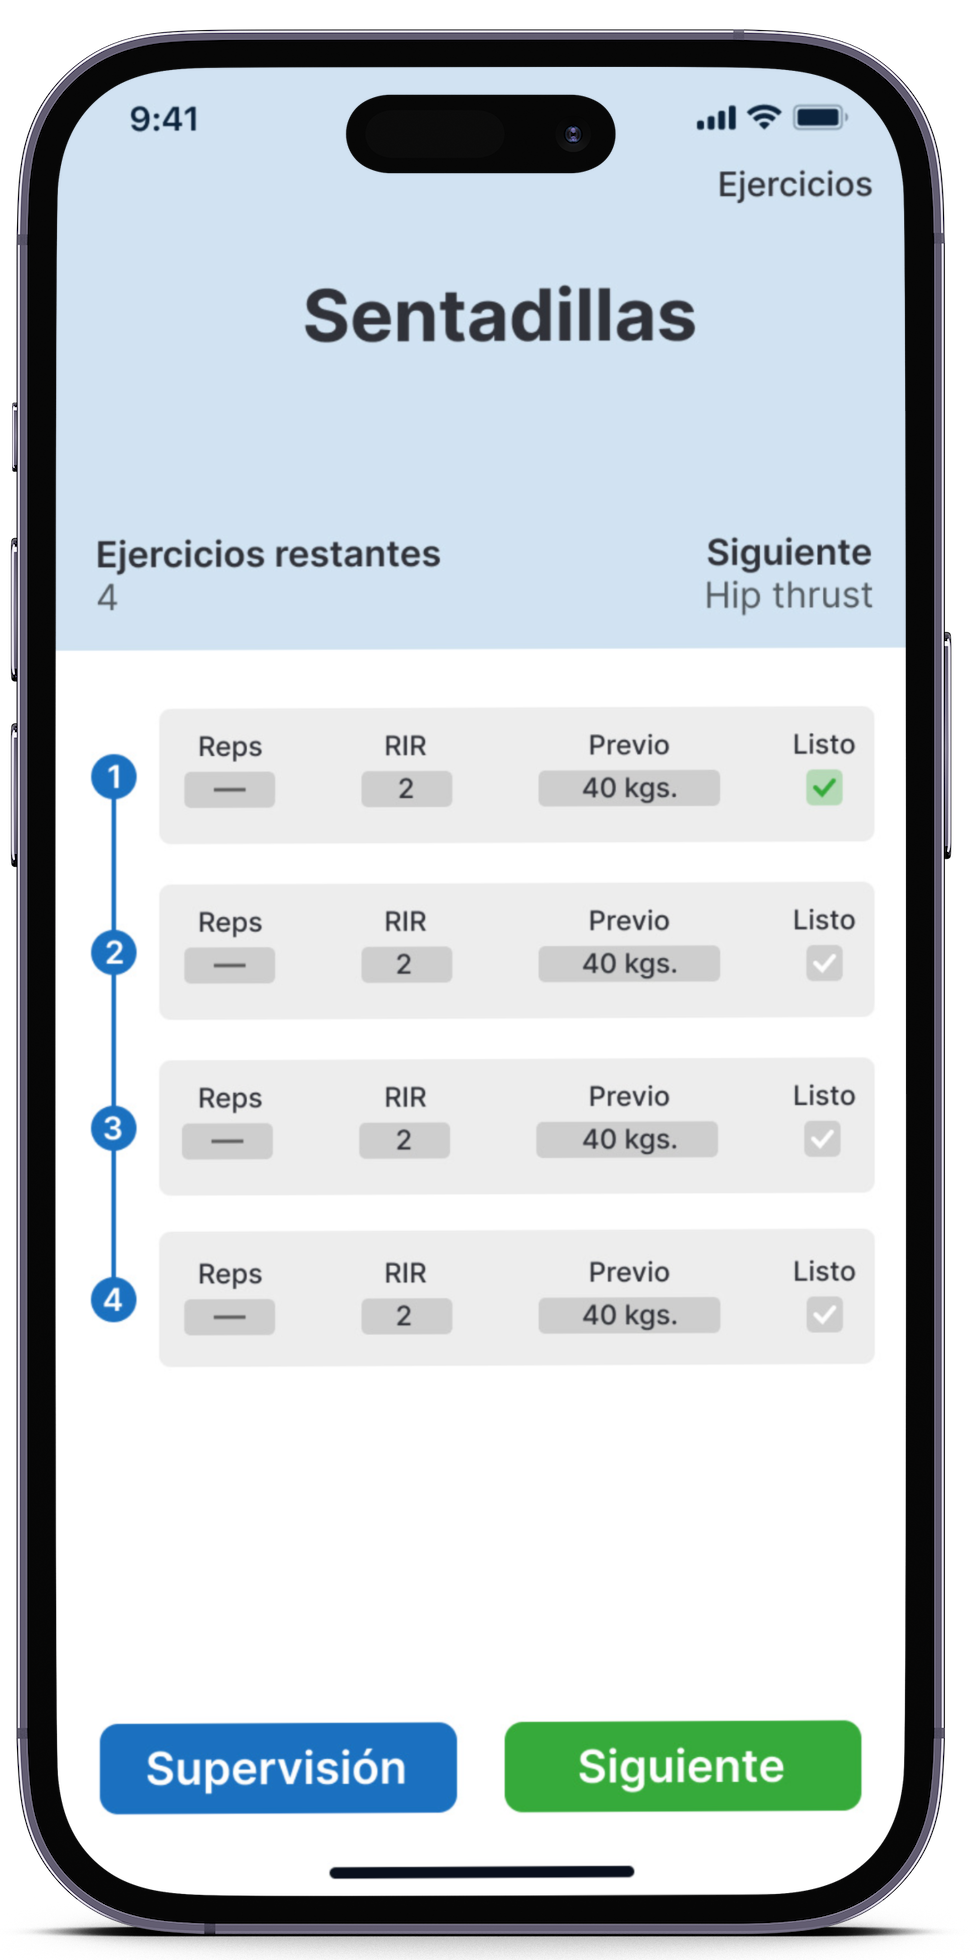 9:41
Ejercicios
Sentadillas
Ejercicios restantes
4
Siguiente
Hip thrust
1
Reps RIR Previo Listo
— 2 40 kgs.
2
Reps RIR Previo Listo
— 2 40 kgs.
3
Reps RIR Previo Listo
— 2 40 kgs.
4
Reps RIR Previo Listo
— 2 40 kgs.
Supervisión Siguiente